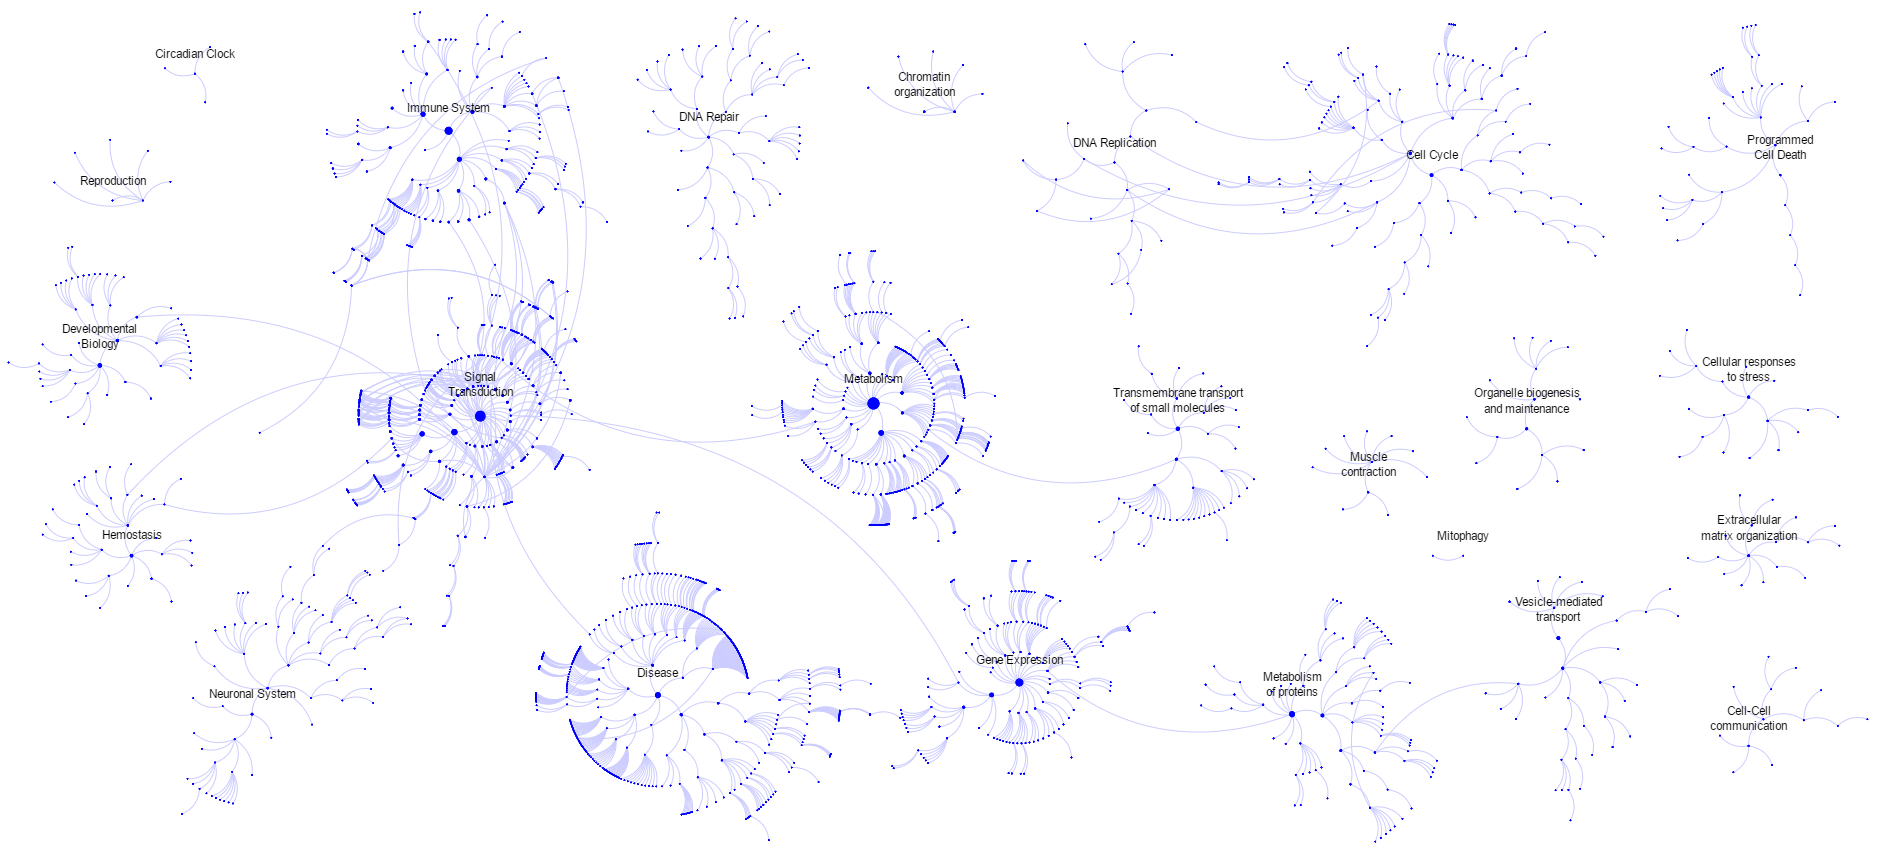 Circadian Clock
Immune System
DNA Repair
Chromatin
organization
DNA Replication
Cell Cycle
Programmed
Cell Death
Reproduction
Developmental
Biology
Signal
Transduction
Metabolism
Transmembrane transport
of small molecules
Organelle biogenesis
and maintenance
Cellular responses
to stress
Muscle
contraction
Hemostasis
Mitophagy
Extracellular
matrix organization
Vesicle-mediated
transport
Neuronal System
Disease
Gene Expression
Metabolism
of proteins
Cell-Cell
communication